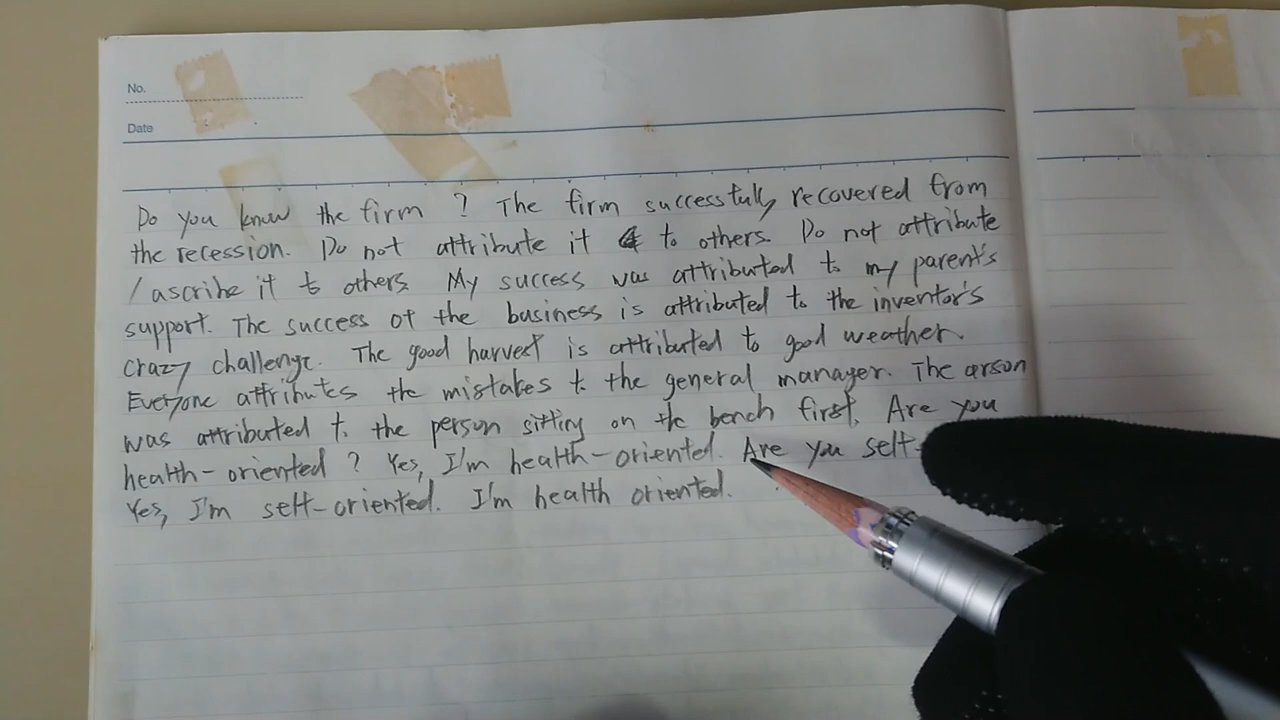 No.
Date
Do you know the firm ? The firm successfully recovered from
the recession. Do not attribute it to others. Do not attribute
/ ascribe it to others. My success was attributed to my parent's
support. The success of the business is attributed to the inventor's
crazy challenge. The good harvest is attributed to good weather.
Everyone attributes the mistakes to the general manager. The arson
was attributed to the person sitting on the bench first. Are you
health-oriented ? Yes, I'm health-oriented. Are you self-
Yes, I'm self-oriented. I'm health oriented.